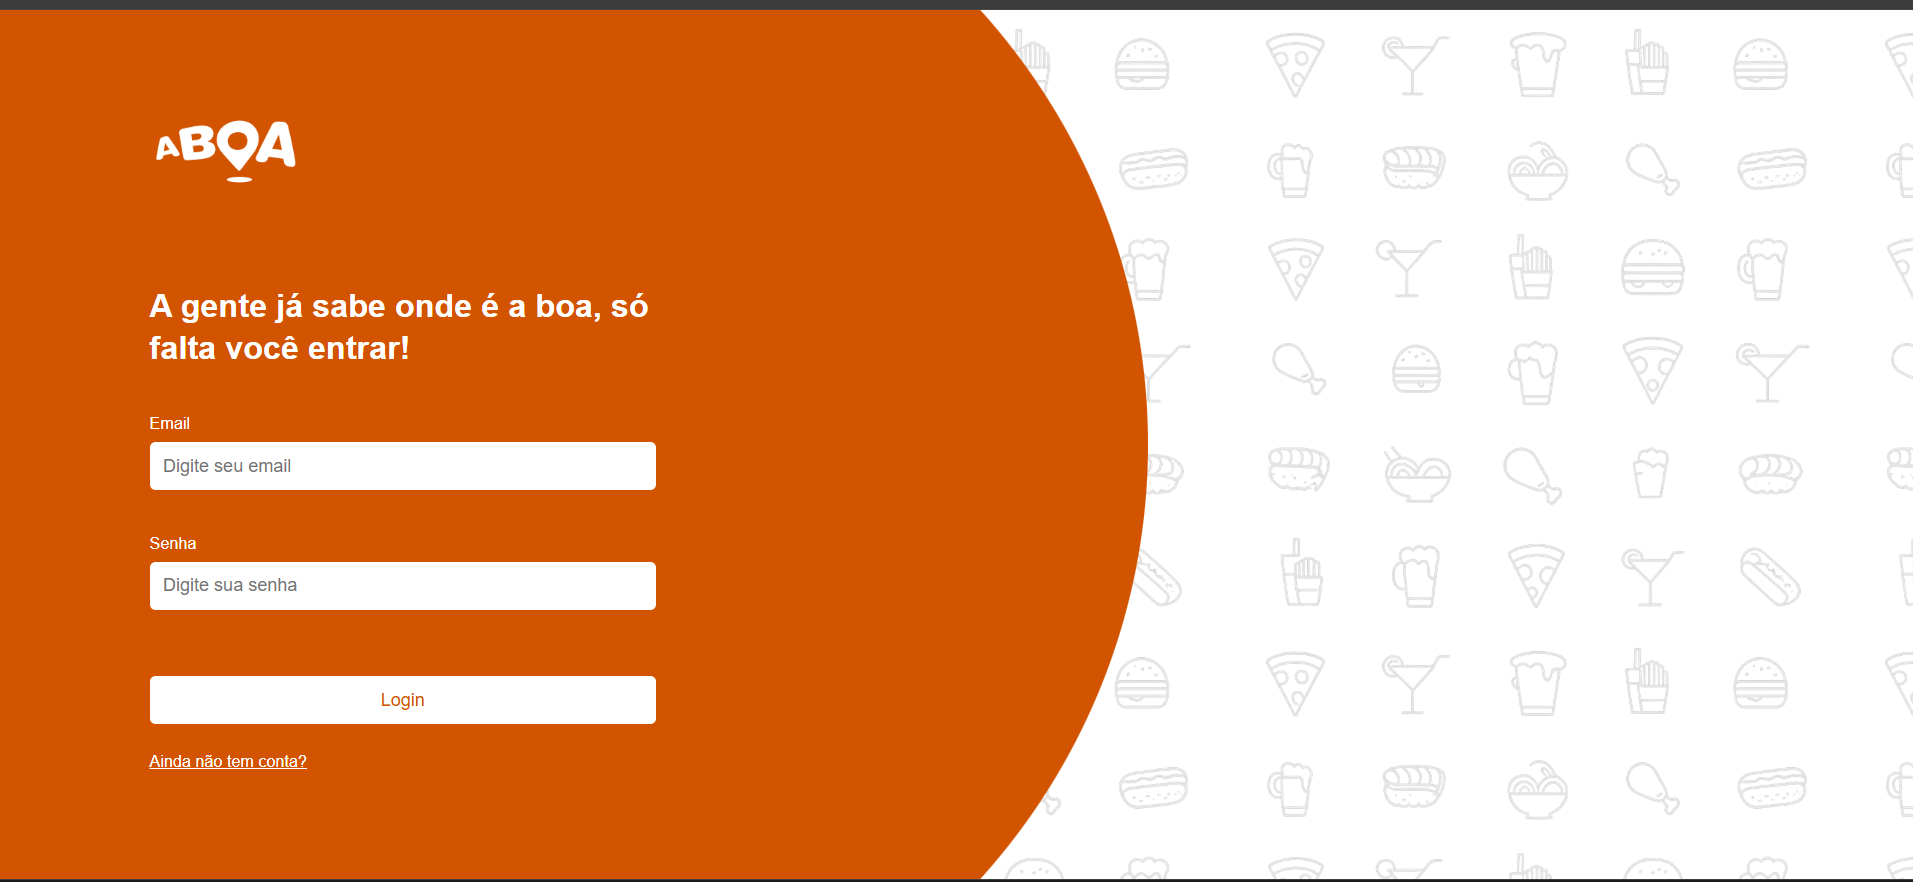 A BOA
A gente já sabe onde é a boa, só
falta você entrar!
Email
Digite seu email
Senha
Digite sua senha
Login
Ainda não tem conta?